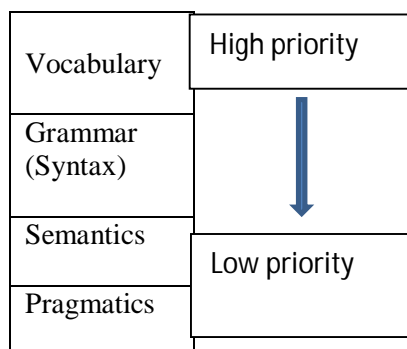 Vocabulary
High priority
Grammar
(Syntax)
Semantics
Low priority
Pragmatics